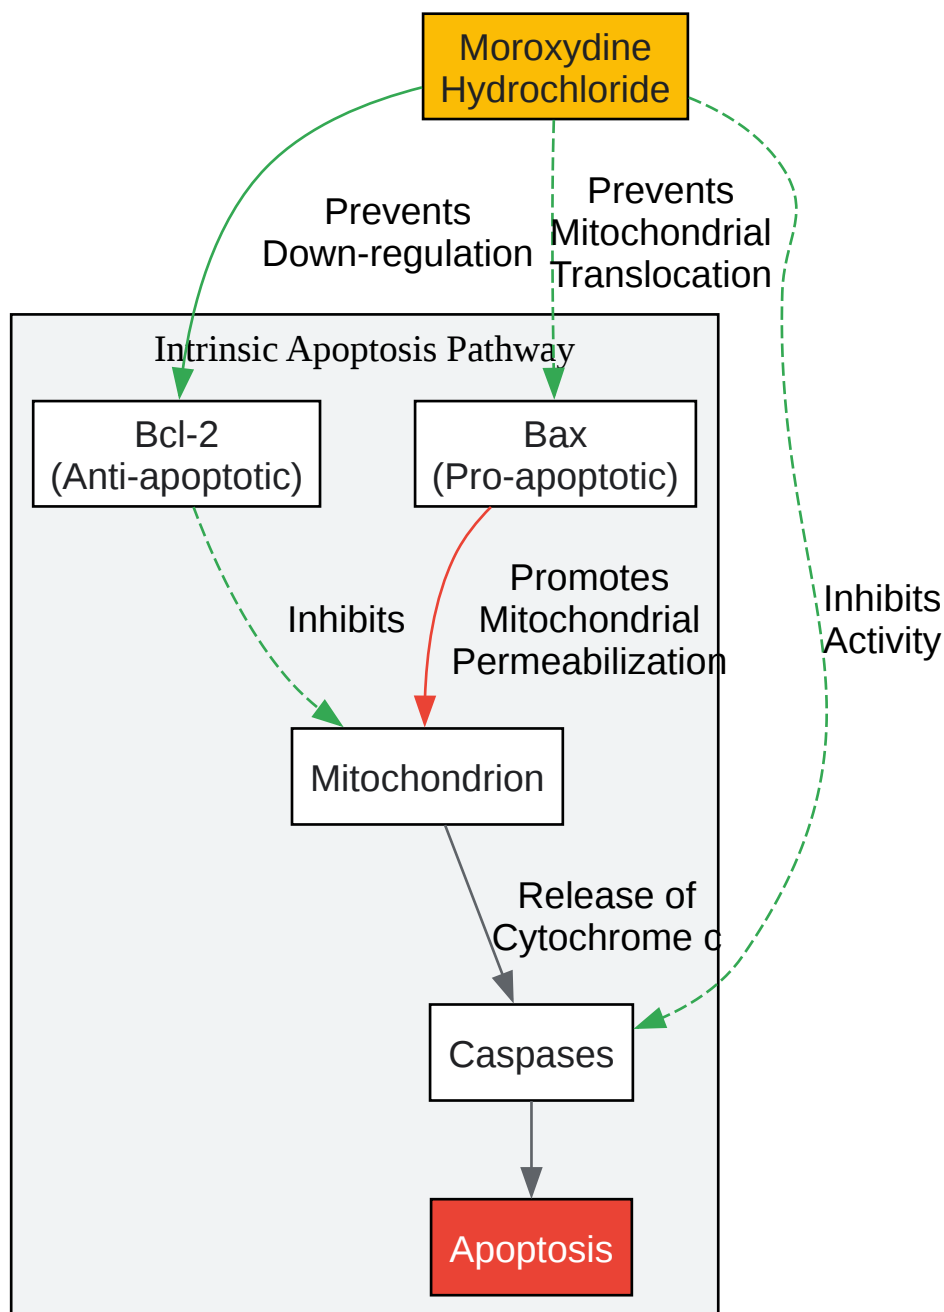 Moroxydine
Hydrochloride
Prevents
Down-regulation
Prevents
Mitochondrial
Translocation
Intrinsic Apoptosis Pathway
Bcl-2
(Anti-apoptotic)
Bax
(Pro-apoptotic)
Inhibits
Promotes
Mitochondrial
Permeabilization
Inhibits
Activity
Mitochondrion
Release of
Cytochrome c
Caspases
Apoptosis